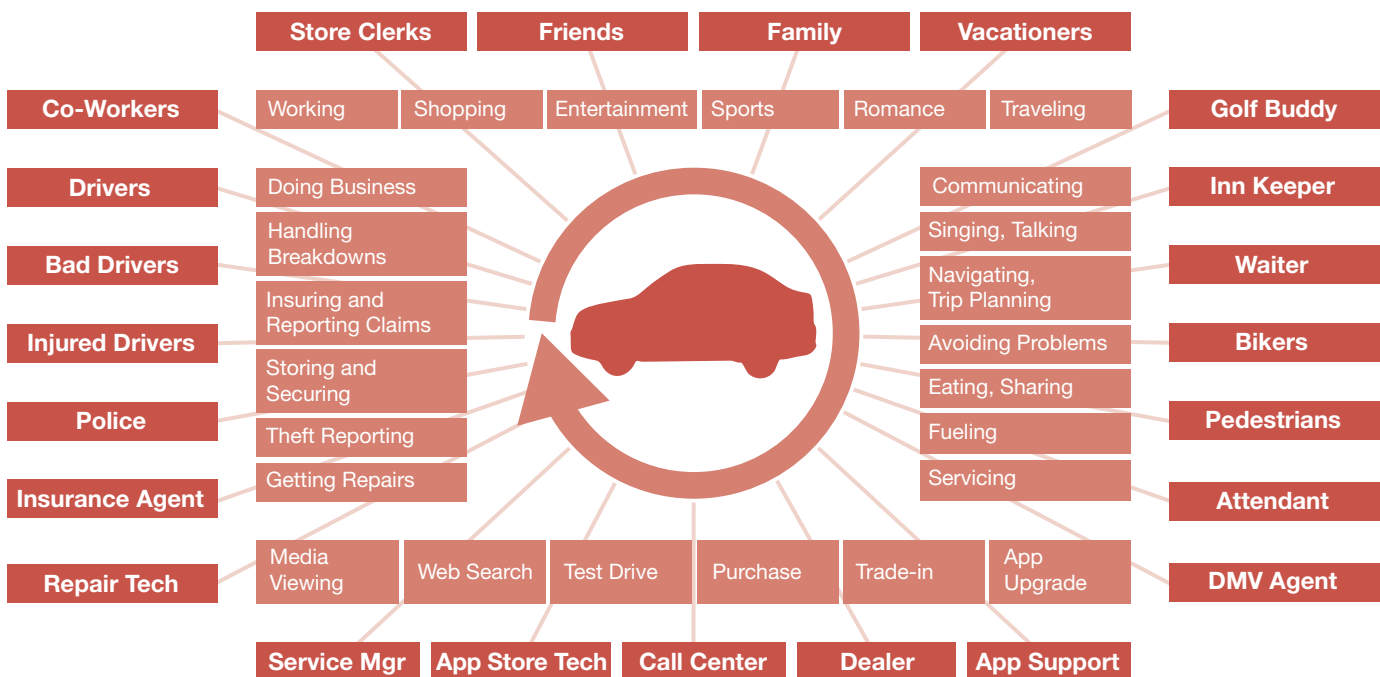 Store Clerks
Friends
Family
Vacationers
Co-Workers
Working
Shopping
Entertainment
Sports
Romance
Traveling
Golf Buddy
Drivers
Doing Business
Communicating
Inn Keeper
Handling
Breakdowns
Singing, Talking
Bad Drivers
Navigating,
Trip Planning
Waiter
Insuring and
Reporting Claims
Injured Drivers
Avoiding Problems
Bikers
Storing and
Securing
Eating, Sharing
Police
Theft Reporting
Fueling
Pedestrians
Insurance Agent
Getting Repairs
Servicing
Attendant
Repair Tech
Media
Viewing
Web Search
Test Drive
Purchase
Trade-in
App
Upgrade
DMV Agent
Service Mgr
App Store Tech
Call Center
Dealer
App Support